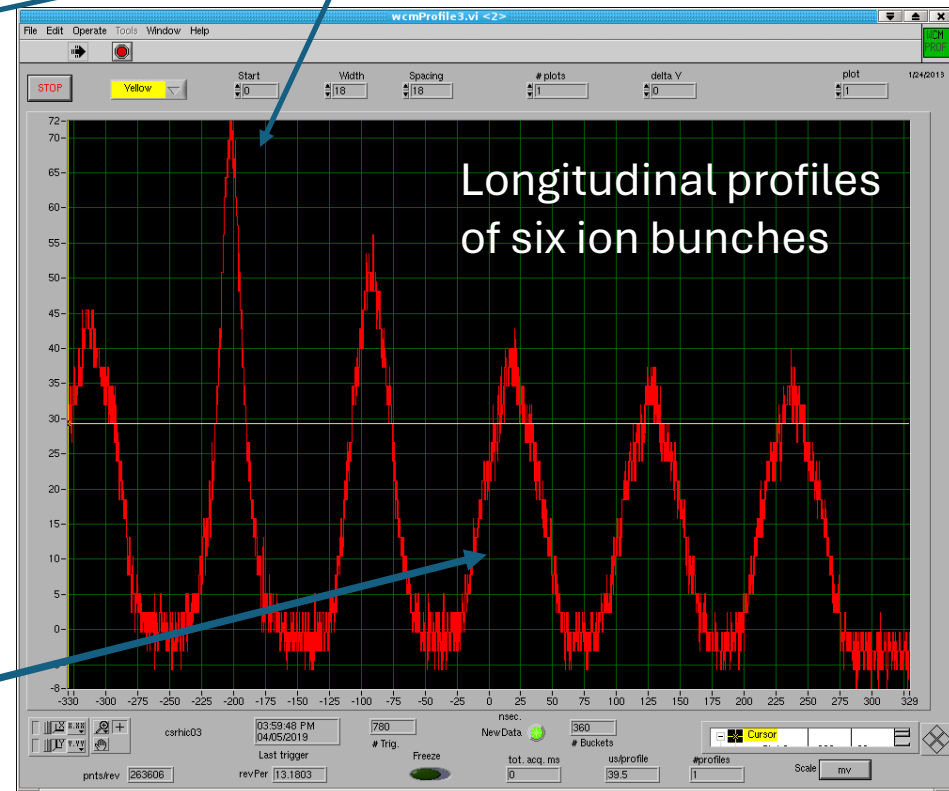 wcmProfile3.vi <2>
File Edit Operate Tools Window Help
WCM
PROF
STOP
Yellow
Start
0
Width
18
Spacing
18
# plots
1
delta Y
0
plot
1
1/24/2013
72
70
65
60
55
50
45
40
35
30
25
20
15
10
5
0
-8
Longitudinal profiles
of six ion bunches
-330 -300 -275 -250 -225 -200 -175 -150 -125 -100 -75 -50 -25 0 25 50 75 100 125 150 175 200 225 250 275 300 329
nsec.
csrhic03
03:59:48 PM
04/05/2019
Last trigger
780
# Trig.
Freeze
NewData
360
# Buckets
Cursor
pnts/rev 263606
revPer 13.1803
tot. acq. ms
0
us/profile
39.5
#profiles
1
Scale mv